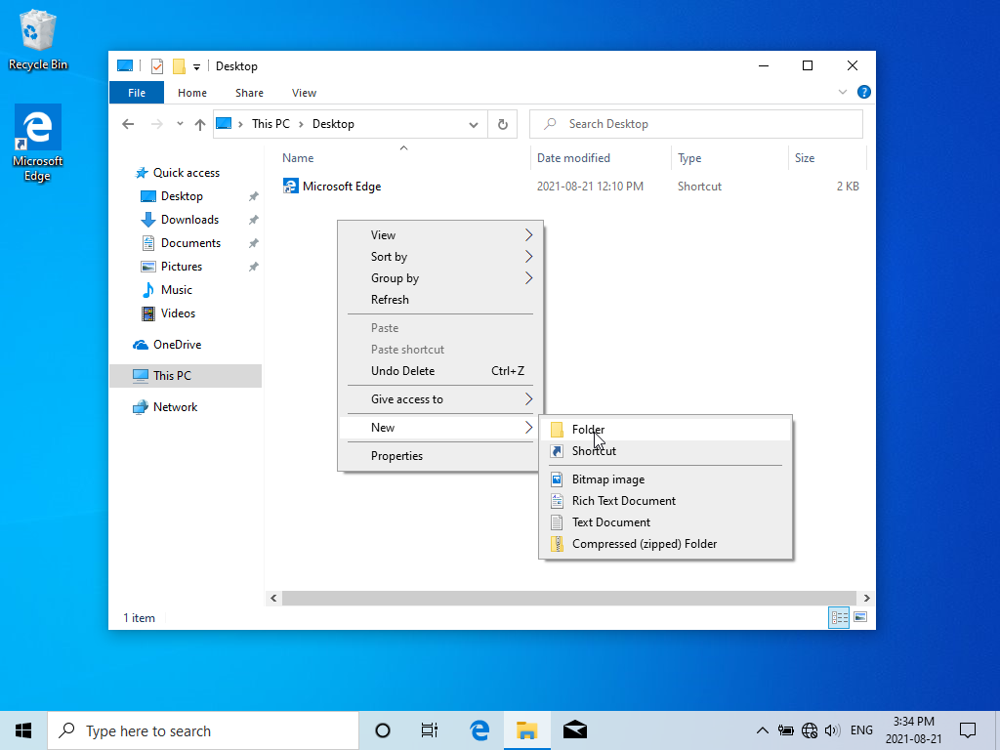 Recycle Bin
Microsoft
Edge
Desktop
File Home Share View
This PC Desktop
Search Desktop
Name Date modified Type Size
Microsoft Edge 2021-08-21 12:10 PM Shortcut 2 KB
Quick access
Desktop
Downloads
Documents
Pictures
Music
Videos
OneDrive
This PC
Network
View
Sort by
Group by
Refresh
Paste
Paste shortcut
Undo Delete Ctrl+Z
Give access to
New
Properties
Folder
Shortcut
Bitmap image
Rich Text Document
Text Document
Compressed (zipped) Folder
1 item
Type here to search
ENG
3:34 PM
2021-08-21